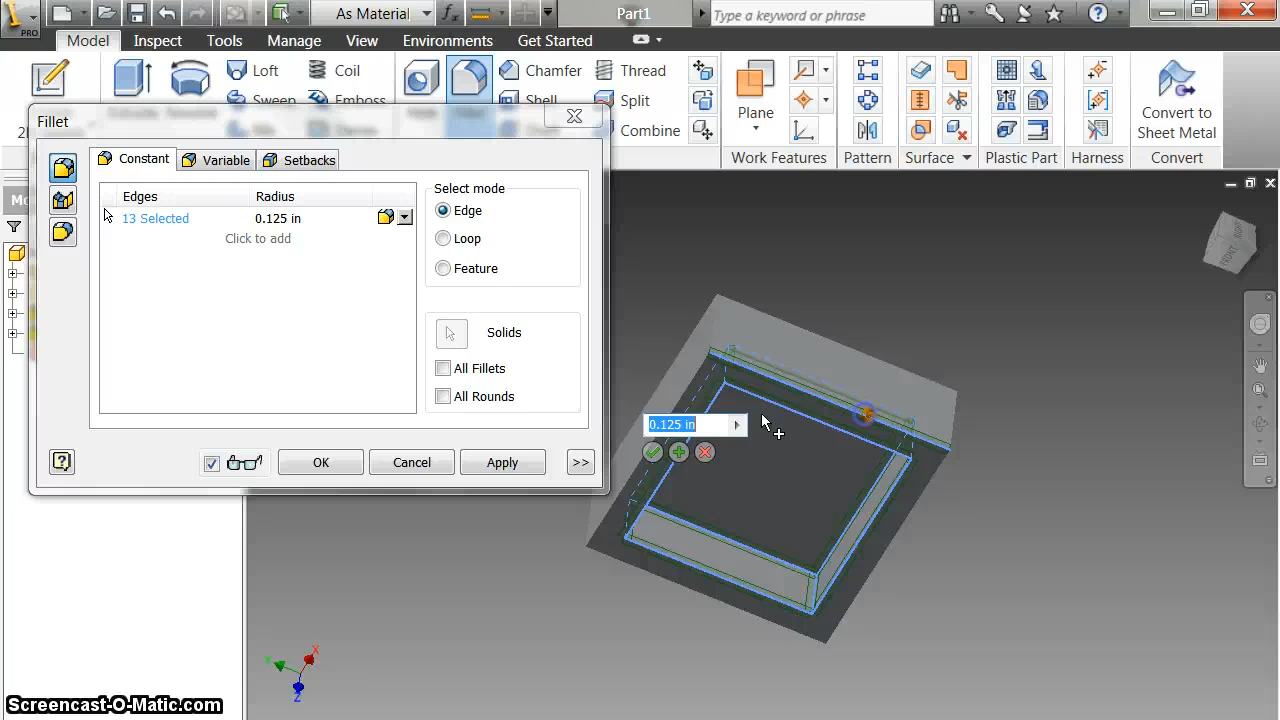 PRO
As Material
Part1
Type a keyword or phrase
Model
Inspect
Tools
Manage
View
Environments
Get Started
Loft
Coil
Chamfer
Thread
Sweep
Emboss
Shell
Split
Combine
Plane
Convert to
Sheet Metal
Work Features
Pattern
Surface
Plastic Part
Harness
Convert
Fillet
Constant
Variable
Setbacks
Edges
Radius
13 Selected
0.125 in
Click to add
Select mode
Edge
Loop
Feature
Solids
All Fillets
All Rounds
OK
Cancel
Apply
>>
0.125 in
FRONT
X
Y
Z
Screencast-O-Matic.com